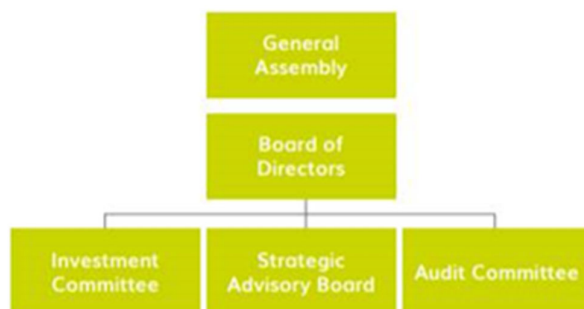 General
Assembly
Board of
Directors
Investment
Committee
Strategic
Advisory Board
Audit Committee